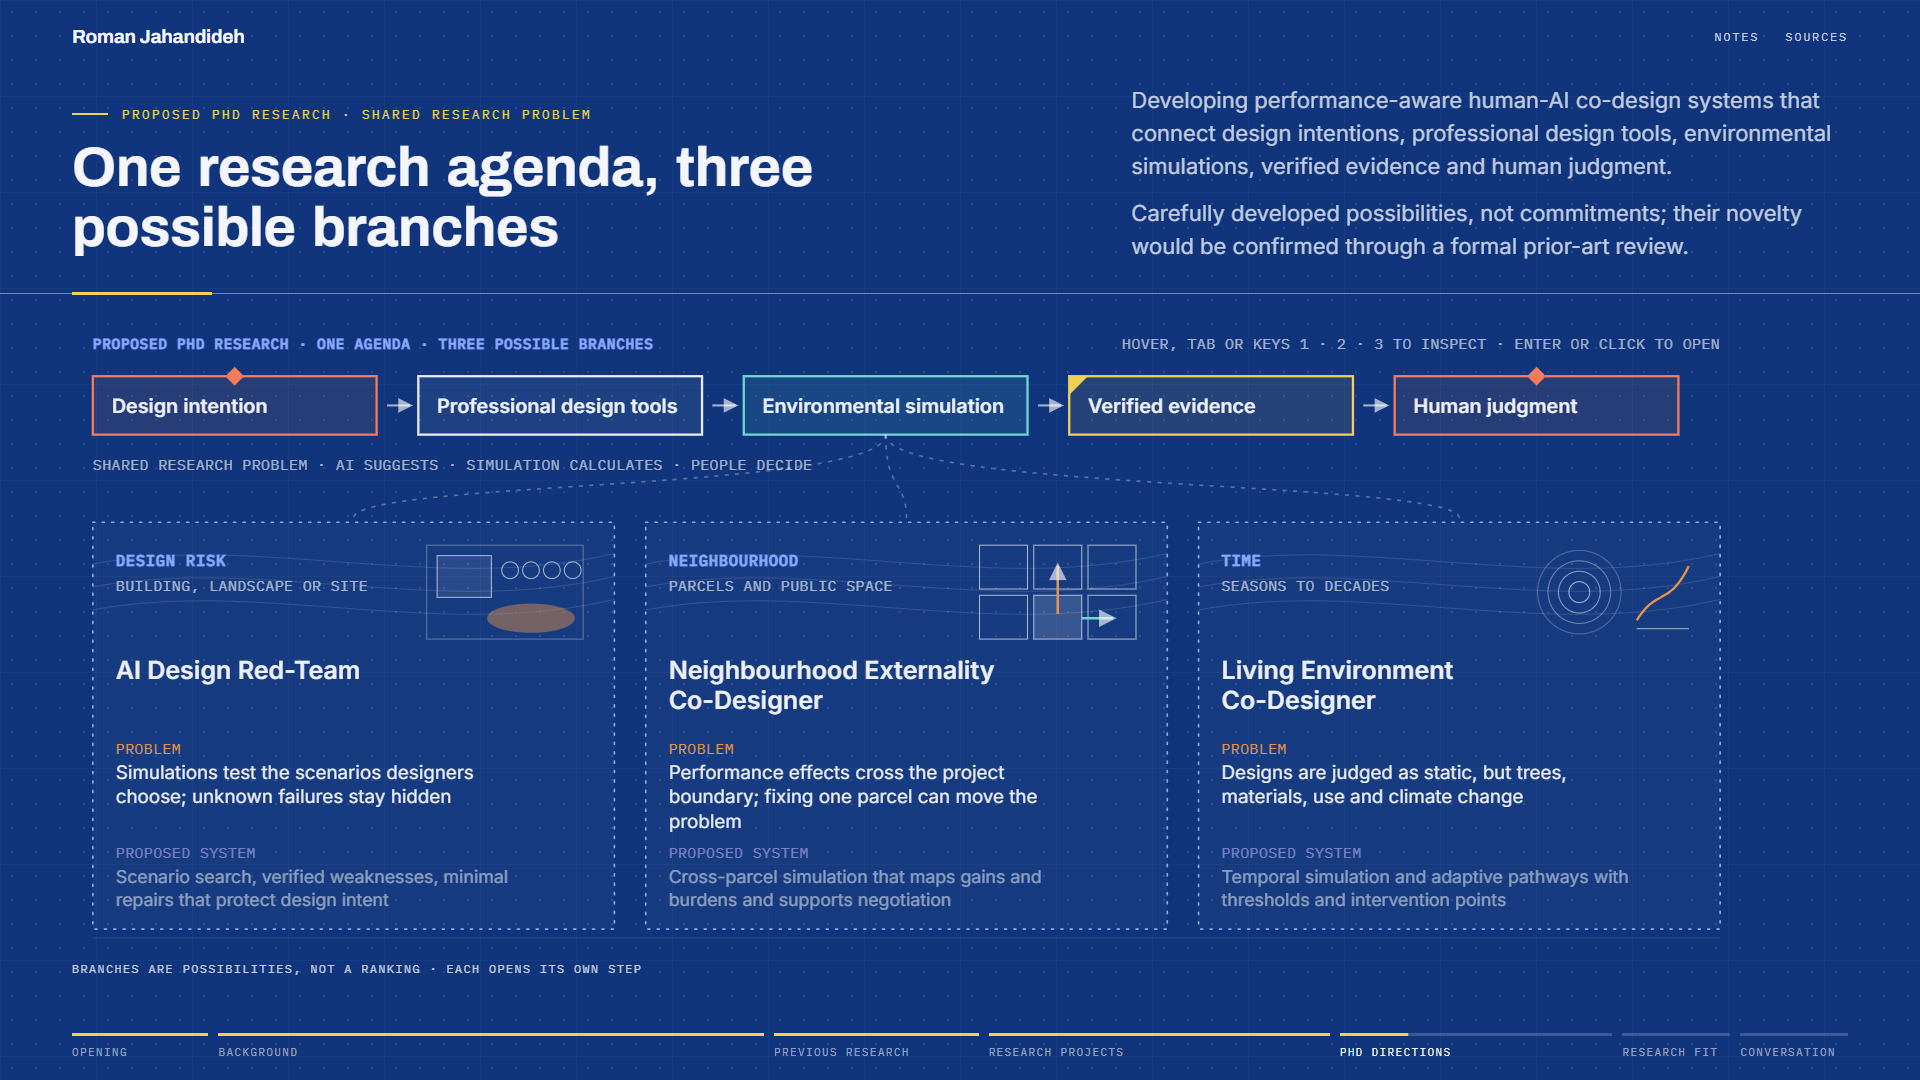 Roman Jahandideh
NOTES
SOURCES
PROPOSED PHD RESEARCH · SHARED RESEARCH PROBLEM
One research agenda, three
possible branches
Developing performance-aware human-AI co-design systems that
connect design intentions, professional design tools, environmental
simulations, verified evidence and human judgment.
Carefully developed possibilities, not commitments; their novelty
would be confirmed through a formal prior-art review.
PROPOSED PHD RESEARCH · ONE AGENDA · THREE POSSIBLE BRANCHES
HOVER, TAB OR KEYS 1 · 2 · 3 TO INSPECT · ENTER OR CLICK TO OPEN
Design intention
Professional design tools
Environmental simulation
Verified evidence
Human judgment
SHARED RESEARCH PROBLEM · AI SUGGESTS · SIMULATION CALCULATES · PEOPLE DECIDE
DESIGN RISK
BUILDING, LANDSCAPE OR SITE
AI Design Red-Team
PROBLEM
Simulations test the scenarios designers
choose; unknown failures stay hidden
PROPOSED SYSTEM
Scenario search, verified weaknesses, minimal
repairs that protect design intent
NEIGHBOURHOOD
PARCELS AND PUBLIC SPACE
Neighbourhood Externality
Co-Designer
PROBLEM
Performance effects cross the project
boundary; fixing one parcel can move the
problem
PROPOSED SYSTEM
Cross-parcel simulation that maps gains and
burdens and supports negotiation
TIME
SEASONS TO DECADES
Living Environment
Co-Designer
PROBLEM
Designs are judged as static, but trees,
materials, use and climate change
PROPOSED SYSTEM
Temporal simulation and adaptive pathways with
thresholds and intervention points
BRANCHES ARE POSSIBILITIES, NOT A RANKING · EACH OPENS ITS OWN STEP
OPENING
BACKGROUND
PREVIOUS RESEARCH
RESEARCH PROJECTS
PHD DIRECTIONS
RESEARCH FIT
CONVERSATION